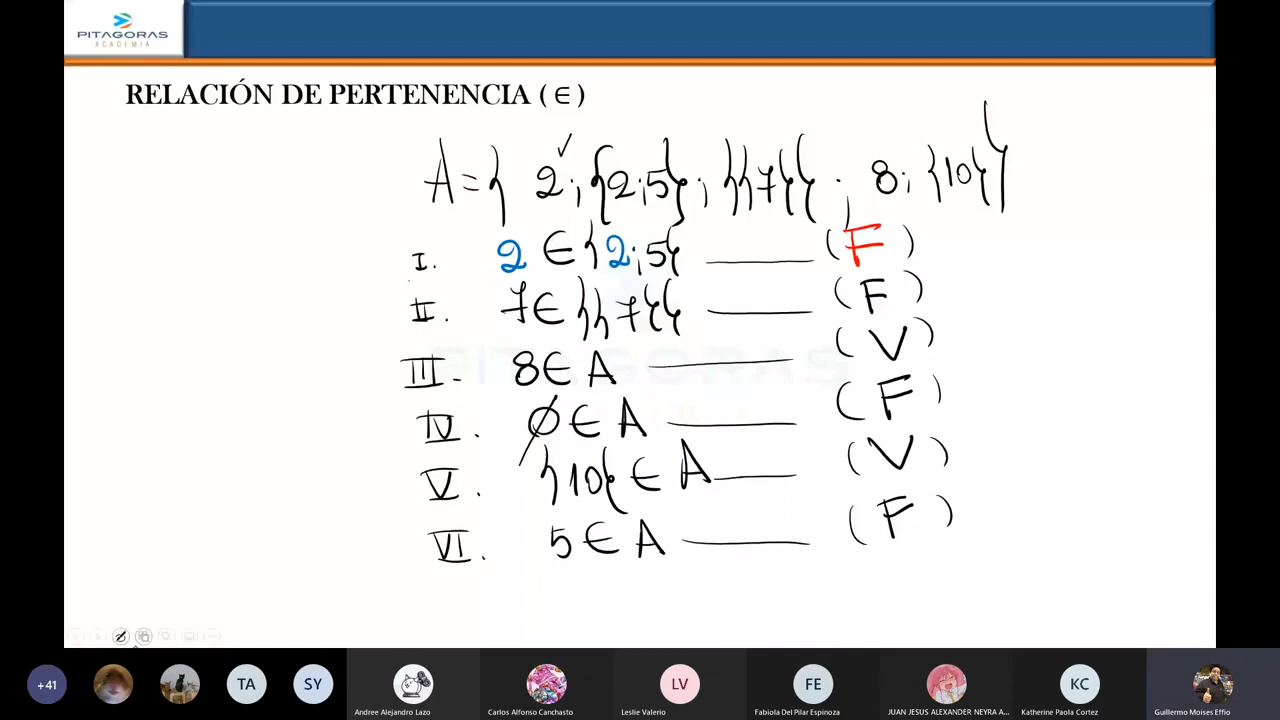 PITAGORAS
ACADEMIA
RELACIÓN DE PERTENENCIA ( ∈ )
A = { 2 ; {2;5} ; {{7}} ; 8 ; {10}}
I. 2 ∈ {2;5} ( F )
II. 7 ∈ {{7}} ( F )
III. 8 ∈ A ( V )
IV. ∅ ∈ A ( F )
V. {10} ∈ A ( V )
VI. 5 ∈ A ( F )
PITAGORAS
+41 TA SY LV FE KC
Andree Alejandro Lazo Carlos Alfonso Canchasto Leslie Valerio Fabiola Del Pilar Espinoza JUAN JESUS ALEXANDER NEYRA A... Katherine Paola Cortez Guillermo Moises Effio